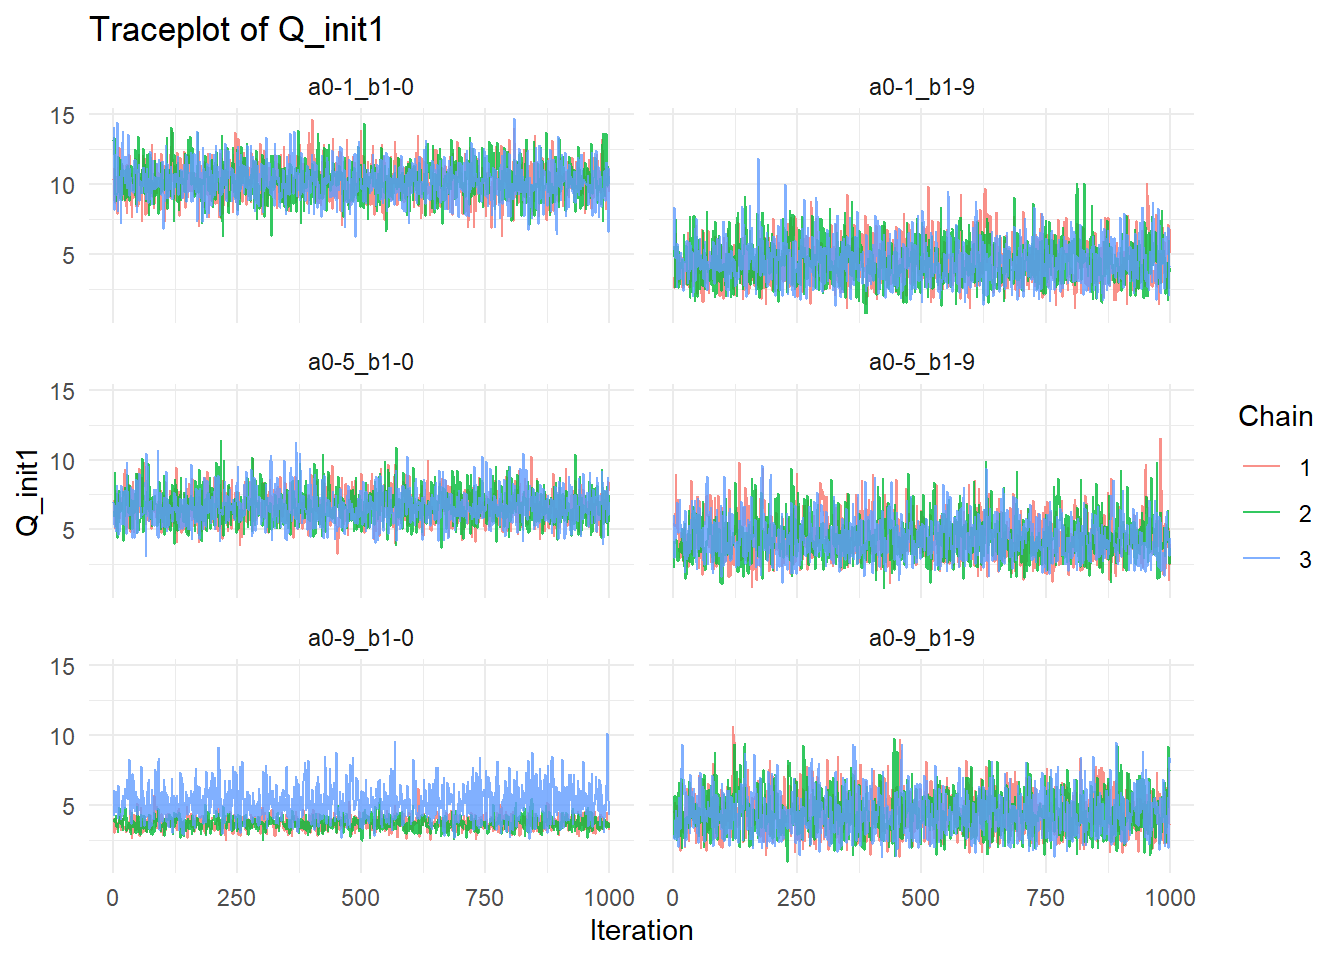 Traceplot of Q_init1
a0-1_b1-0
a0-1_b1-9
15
10
5
a0-5_b1-0
a0-5_b1-9
15
10
5
a0-9_b1-0
a0-9_b1-9
15
10
5
0 250 500 750 1000
0 250 500 750 1000
Iteration
Q_init1
Chain
1
2
3